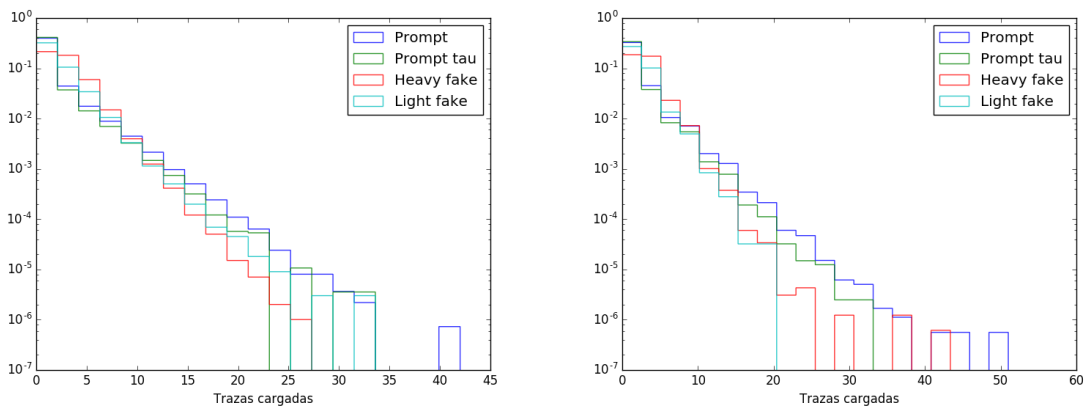 10^0
10^-1
10^-2
10^-3
10^-4
10^-5
10^-6
10^-7
0 5 10 15 20 25 30 35 40 45
Trazas cargadas
Prompt
Prompt tau
Heavy fake
Light fake
10^0
10^-1
10^-2
10^-3
10^-4
10^-5
10^-6
10^-7
0 10 20 30 40 50 60
Trazas cargadas
Prompt
Prompt tau
Heavy fake
Light fake